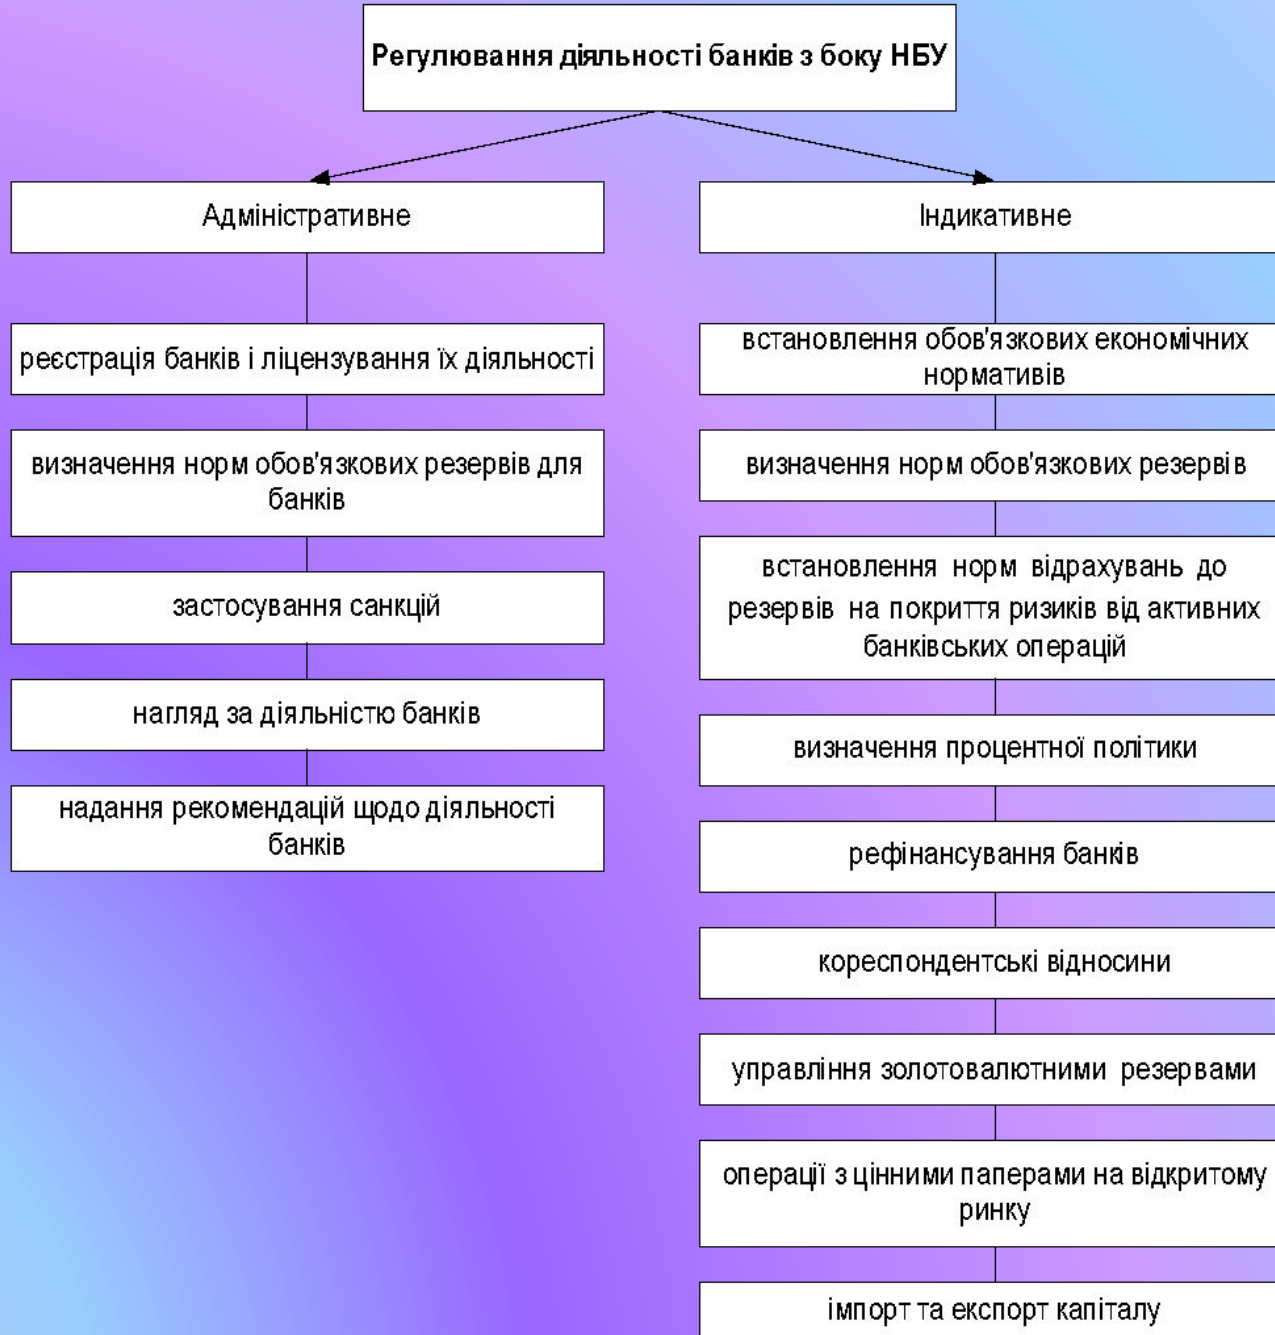 Регулювання діяльності банків з боку НБУ
Адміністративне
реєстрація банків і ліцензування їх діяльності
визначення норм обов'язкових резервів для
банків
застосування санкцій
нагляд за діяльністю банків
надання рекомендацій щодо діяльності
банків
Індикативне
встановлення обов'язкових економічних
нормативів
визначення норм обов'язкових резервів
встановлення норм відрахувань до
резервів на покриття ризиків від активних
банківських операцій
визначення процентної політики
рефінансування банків
кореспондентські відносини
управління золотовалютними резервами
операції з цінними паперами на відкритому
ринку
імпорт та експорт капіталу